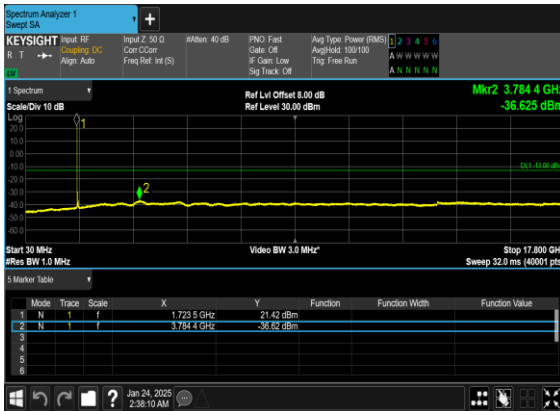 Spectrum Analyzer 1
Swept SA
+
KEYSIGHT Input: RF Input Z: 50 Ω #Atten: 40 dB PNO: Fast Avg Type: Power (RMS) 1 2 3 4 5 6
R T Coupling: DC Corr CCorr Gate: Off Avg|Hold: 100/100 A W W W W W
Align: Auto Freq Ref: Int (S) IF Gain: Low Trig: Free Run
Sig Track: Off A N N N N N
1 Spectrum Ref Lvl Offset 8.00 dB Mkr2 3.784 4 GHz
Scale/Div 10 dB Ref Level 30.00 dBm -36.625 dBm
Log
1
20.0
10.0
0.00
-10.0
DL1 -13.00 dBm
-20.0
-30.0
2
-40.0
-50.0
-60.0
Start 30 MHz Video BW 3.0 MHz* Stop 17.800 GH
#Res BW 1.0 MHz Sweep 32.0 ms (40001 pts
5 Marker Table
Mode Trace Scale X Y Function Function Width Function Value
1 N 1 f 1.723 5 GHz 21.42 dBm
2 N 1 f 3.784 4 GHz -36.62 dBm
3
4
5
6
? Jan 24, 2025
2:38:10 AM